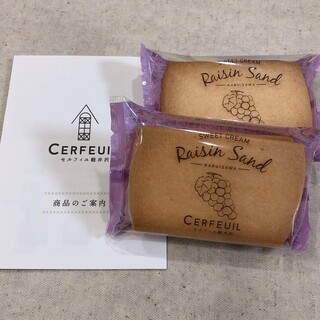 CERFEUIL
セルフィユ軽井沢
商品のご案内
SWEET CREAM
Raisin Sand
KARUIZAWA
SWEET CREAM
Raisin Sand
KARUIZAWA
CERFEUIL
セルフィユ軽井沢